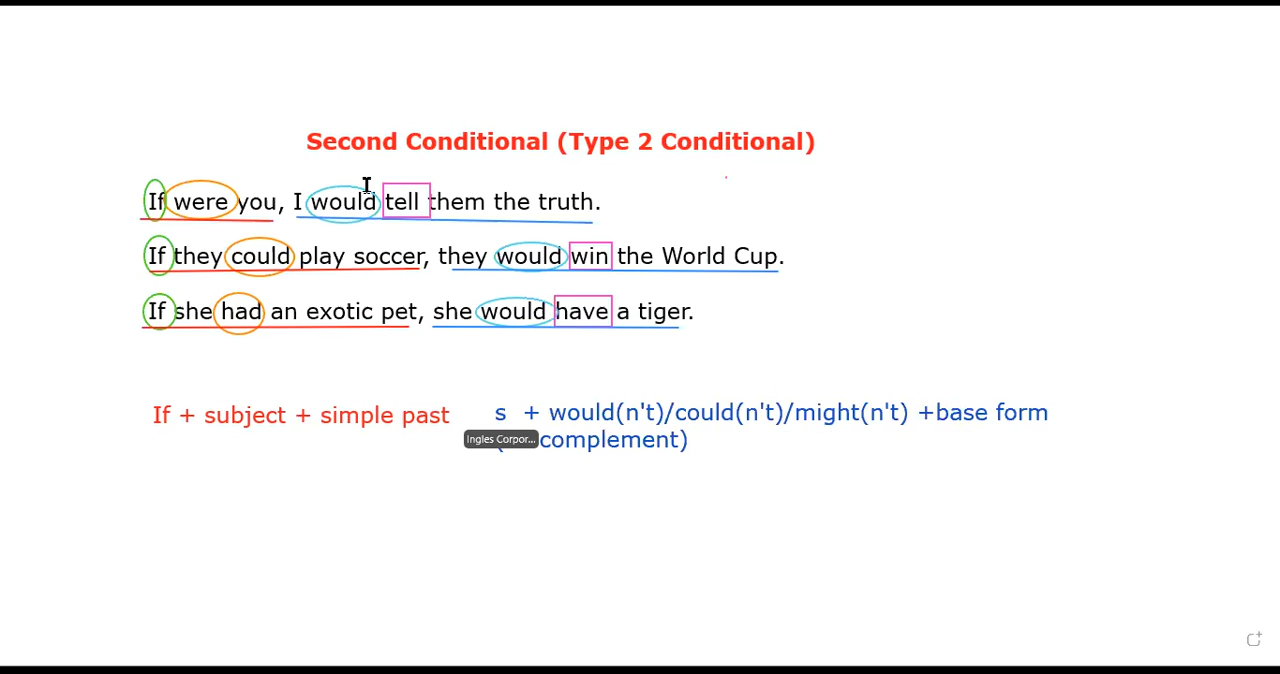 Second Conditional (Type 2 Conditional)
If were you, I would tell them the truth.
If they could play soccer, they would win the World Cup.
If she had an exotic pet, she would have a tiger.
If + subject + simple past
s + would(n't)/could(n't)/might(n't) +base form
Ingles Corpor...
complement)